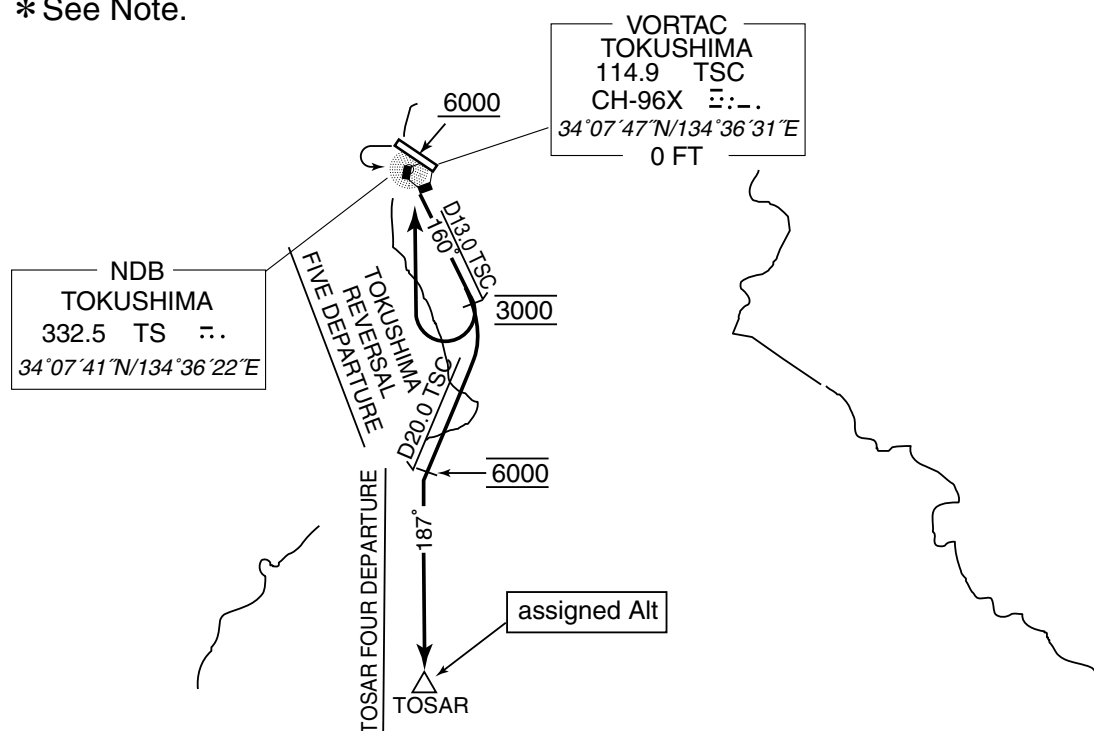 * See Note.
VORTAC
TOKUSHIMA
114.9 TSC
CH-96X
34°07′47″N/134°36′31″E
0 FT
6000
NDB
TOKUSHIMA
332.5 TS
34°07′41″N/134°36′22″E
D13.0 TSC
160°
3000
TOKUSHIMA
REVERSAL
FIVE DEPARTURE
D20.0 TSC
6000
187°
TOSAR FOUR DEPARTURE
assigned Alt
TOSAR